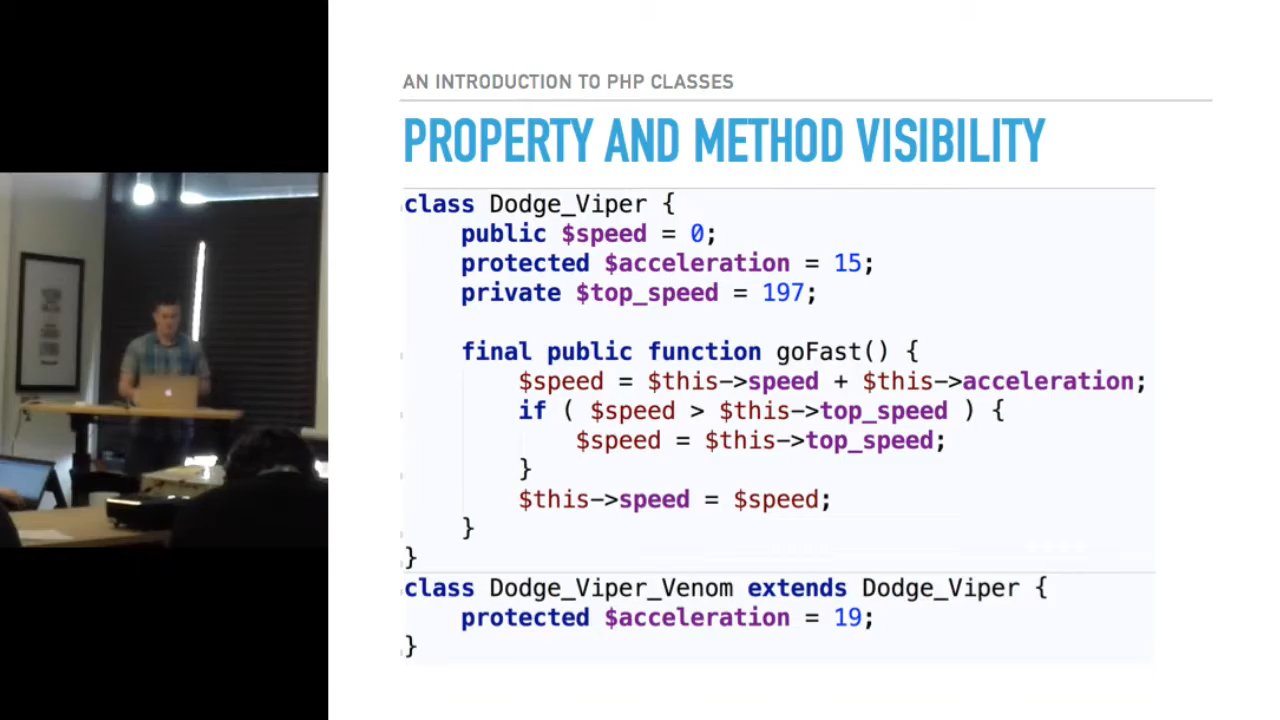 AN INTRODUCTION TO PHP CLASSES
PROPERTY AND METHOD VISIBILITY
class Dodge_Viper {
    public $speed = 0;
    protected $acceleration = 15;
    private $top_speed = 197;
    final public function goFast() {
        $speed = $this->speed + $this->acceleration;
        if ( $speed > $this->top_speed ) {
            $speed = $this->top_speed;
        }
        $this->speed = $speed;
    }
}
class Dodge_Viper_Venom extends Dodge_Viper {
    protected $acceleration = 19;
}